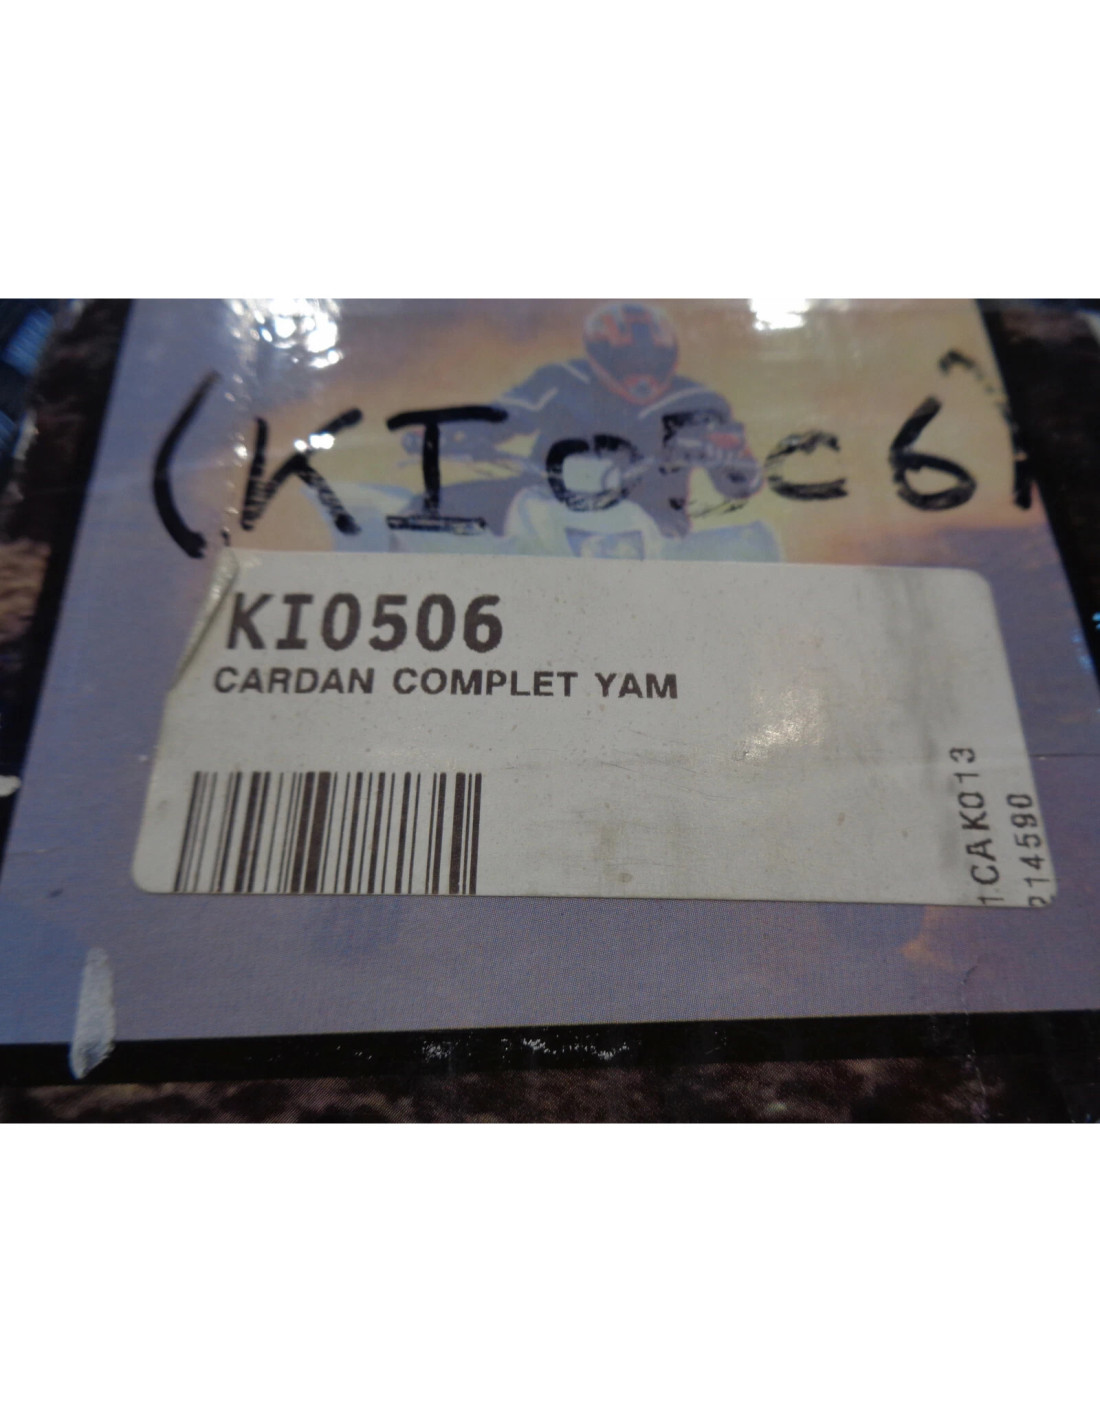 (KI0506)
KI0506
CARDAN COMPLET YAM
1CAK013
214590